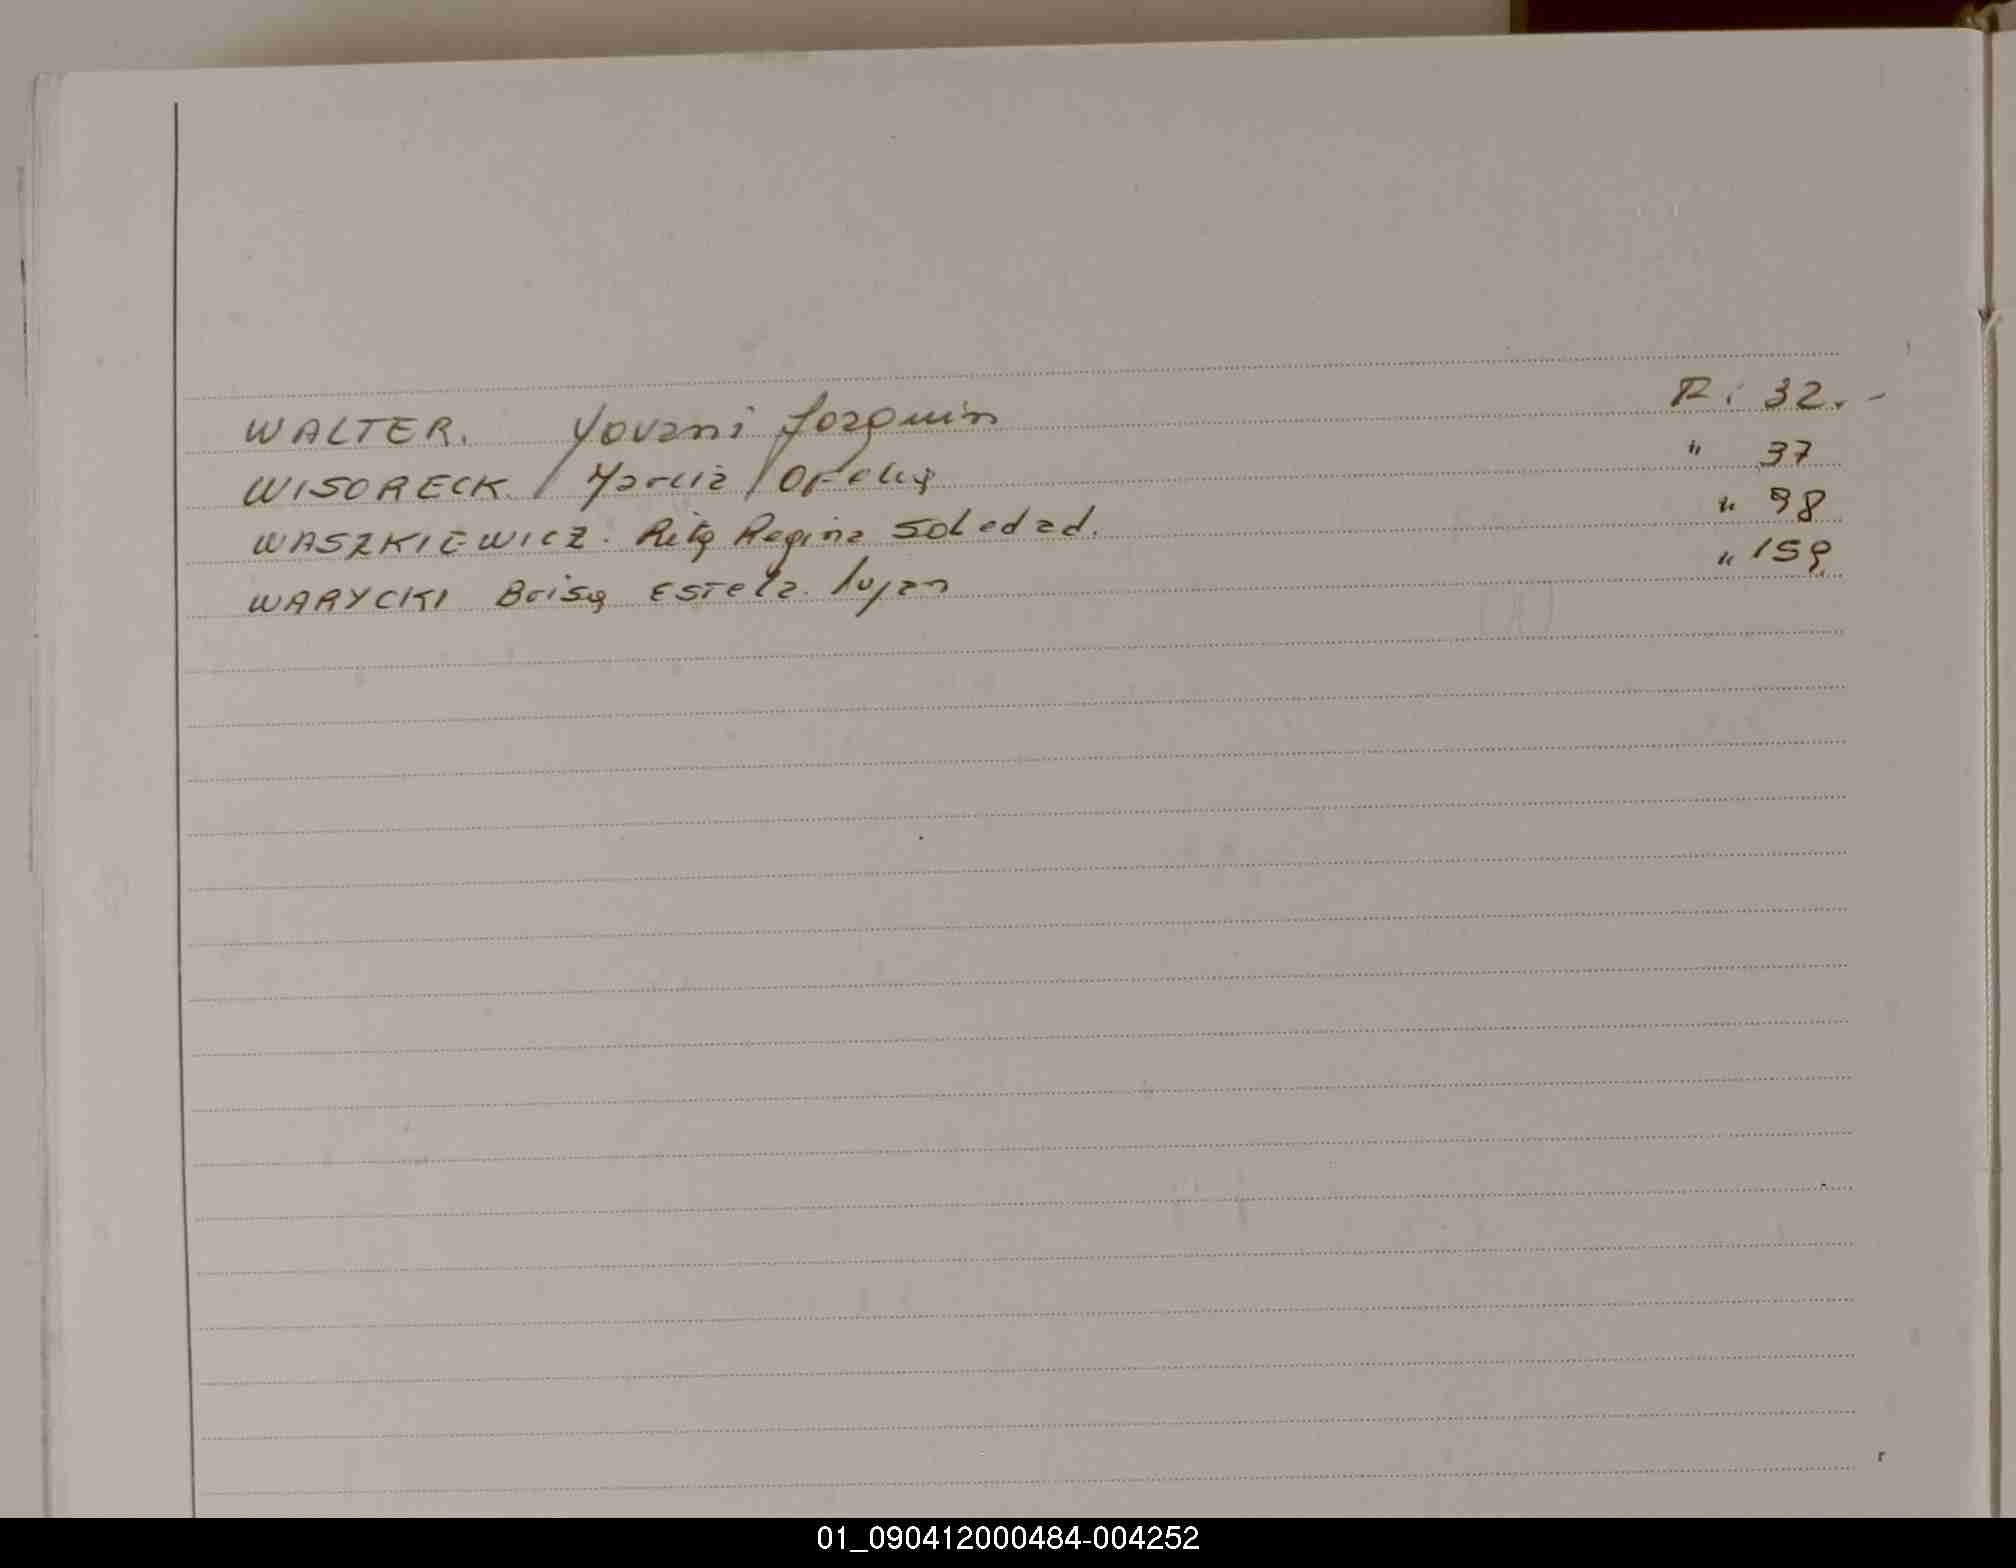 WALTER. Yovani Joaquin R: 32.-
WISORECK Maria Ofelia " 37
WASZKIEWICZ. Rita Regina Soledad. " 98
WARYCKI Brisa Estela. Lujan " 159
01_090412000484-004252